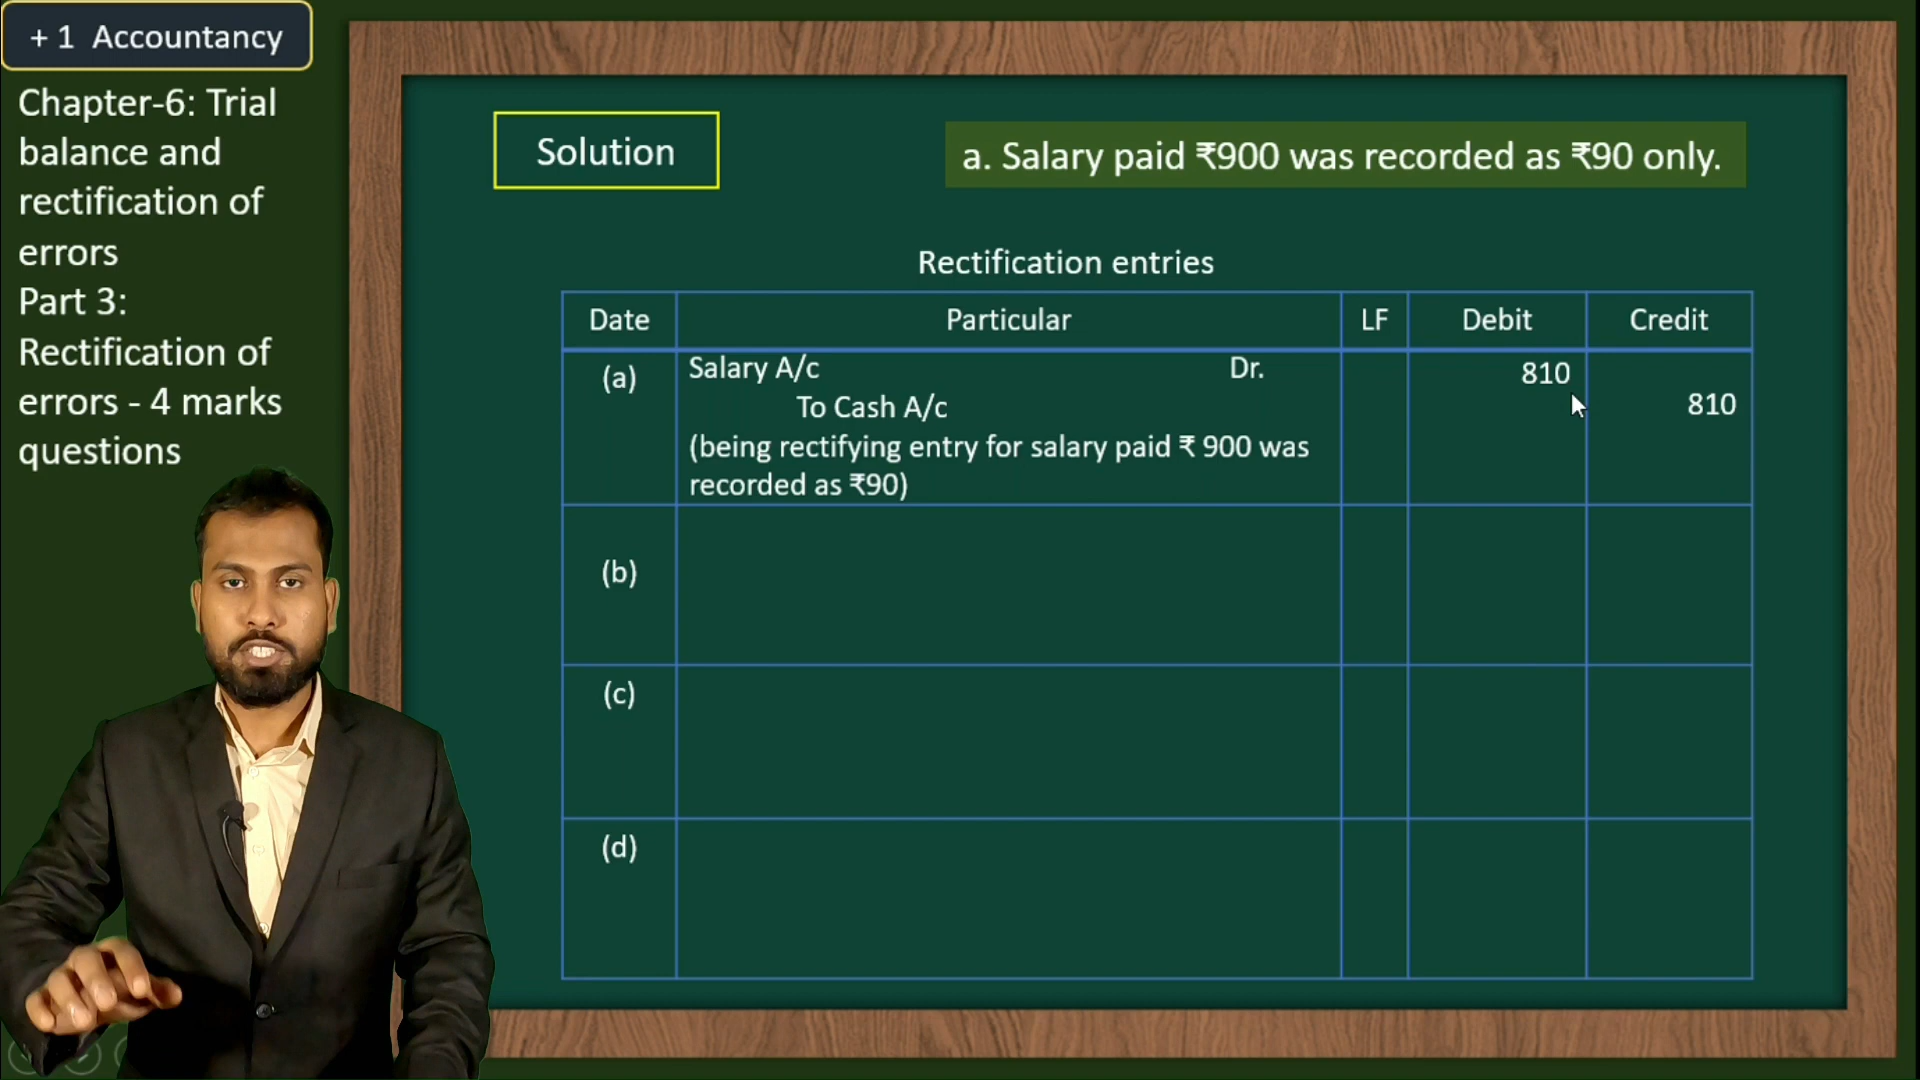 + 1 Accountancy
Chapter-6: Trial
balance and
rectification of
errors
Part 3:
Rectification of
errors - 4 marks
questions
Solution
a. Salary paid ₹900 was recorded as ₹90 only.
Rectification entries
Date Particular LF Debit Credit
(a) Salary A/c Dr. 810
To Cash A/c 810
(being rectifying entry for salary paid ₹ 900 was
recorded as ₹90)
(b)
(c)
(d)